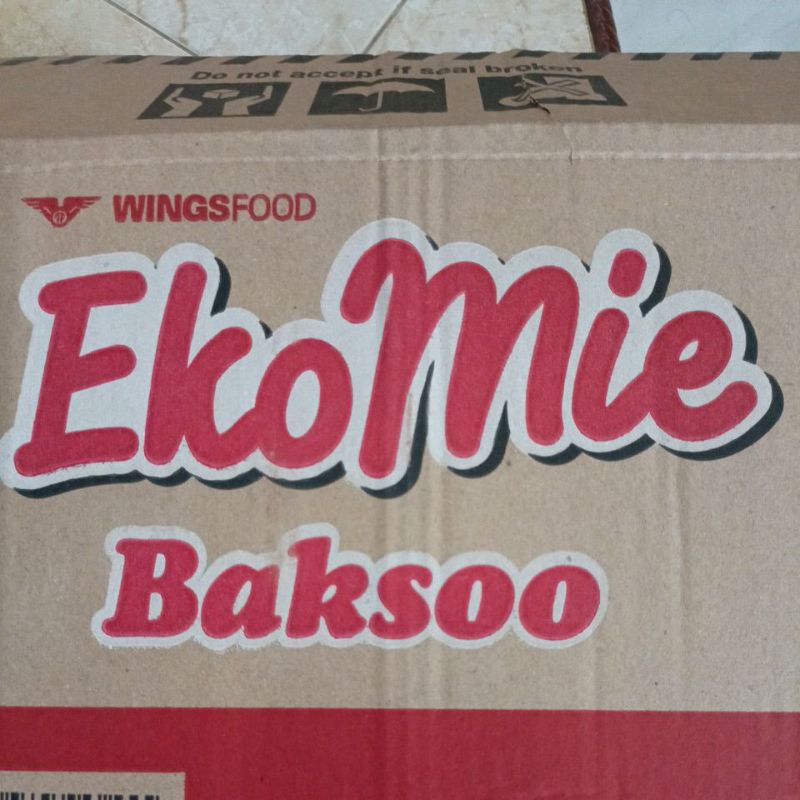 Do not accept if seal broken
WINGSFOOD
EkoMie
Baksoo